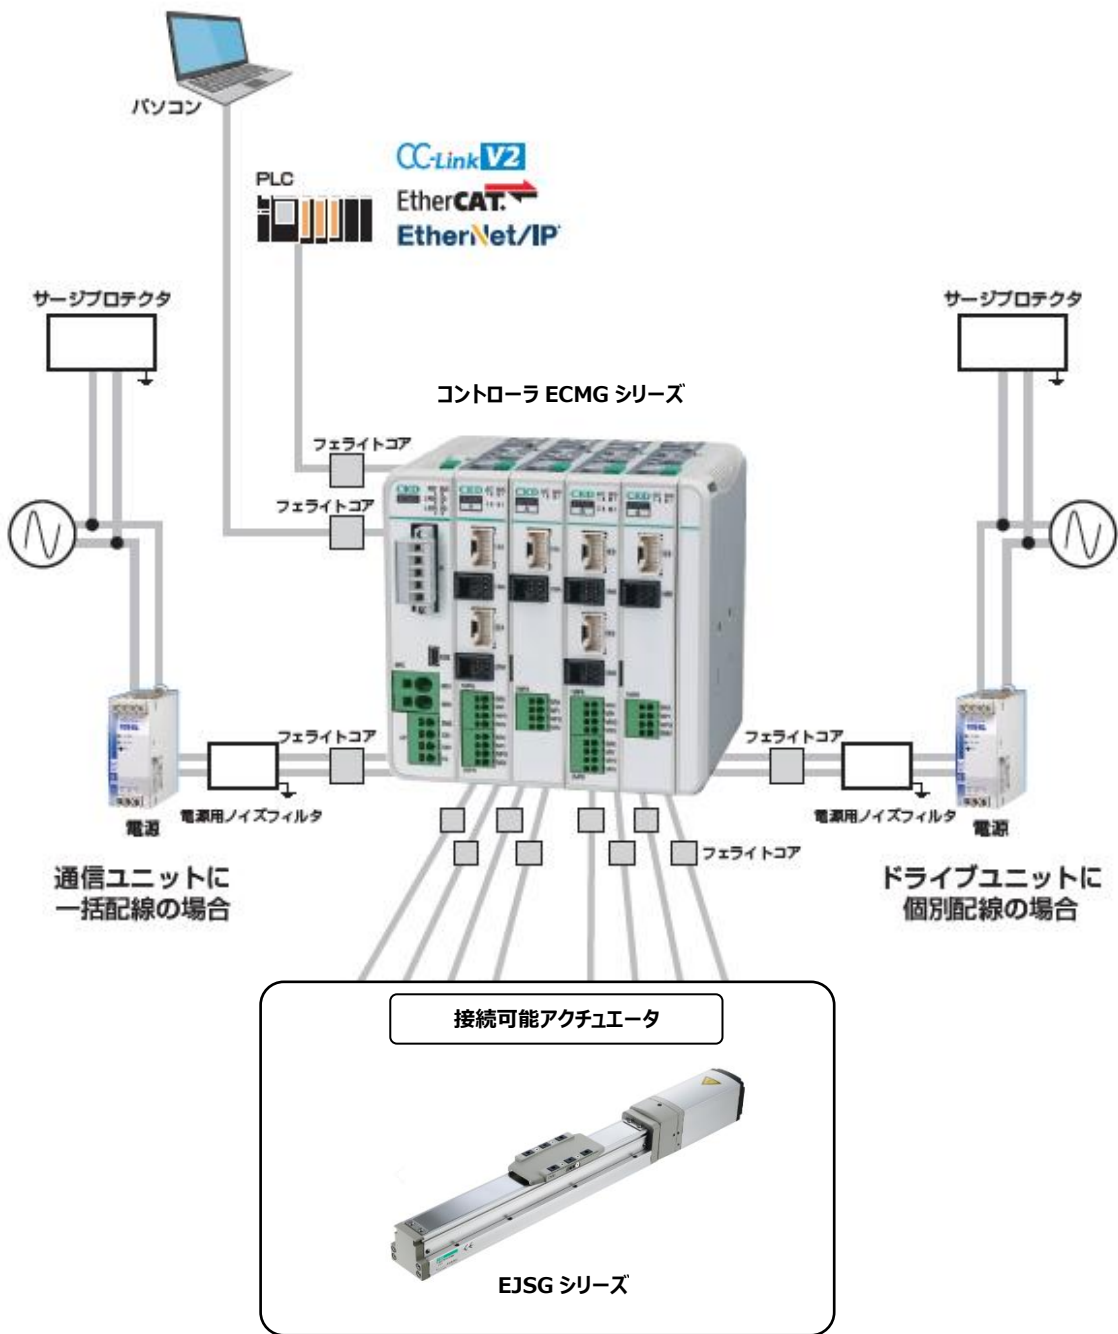 パソコン
CC-Link V2
PLC
EtherCAT
EtherNet/IP
サージプロテクタ
サージプロテクタ
コントローラ ECMG シリーズ
フェライトコア
フェライトコア
CKD
CKD
CKD
CKD
CKD
フェライトコア
フェライトコア
電源用ノイズフィルタ
電源用ノイズフィルタ
電源
電源
フェライトコア
通信ユニットに
一括配線の場合
ドライブユニットに
個別配線の場合
接続可能アクチュエータ
EJSG シリーズ